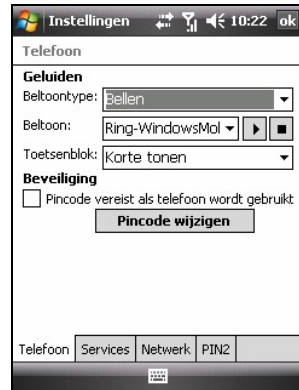 Instellingen 10:22 ok
Telefoon
Geluiden
Beltoontype: Bellen
Beltoon: Ring-WindowsMol
Toetsenblok: Korte tonen
Beveiliging
Pincode vereist als telefoon wordt gebruikt
Pincode wijzigen
Telefoon Services Netwerk PIN2